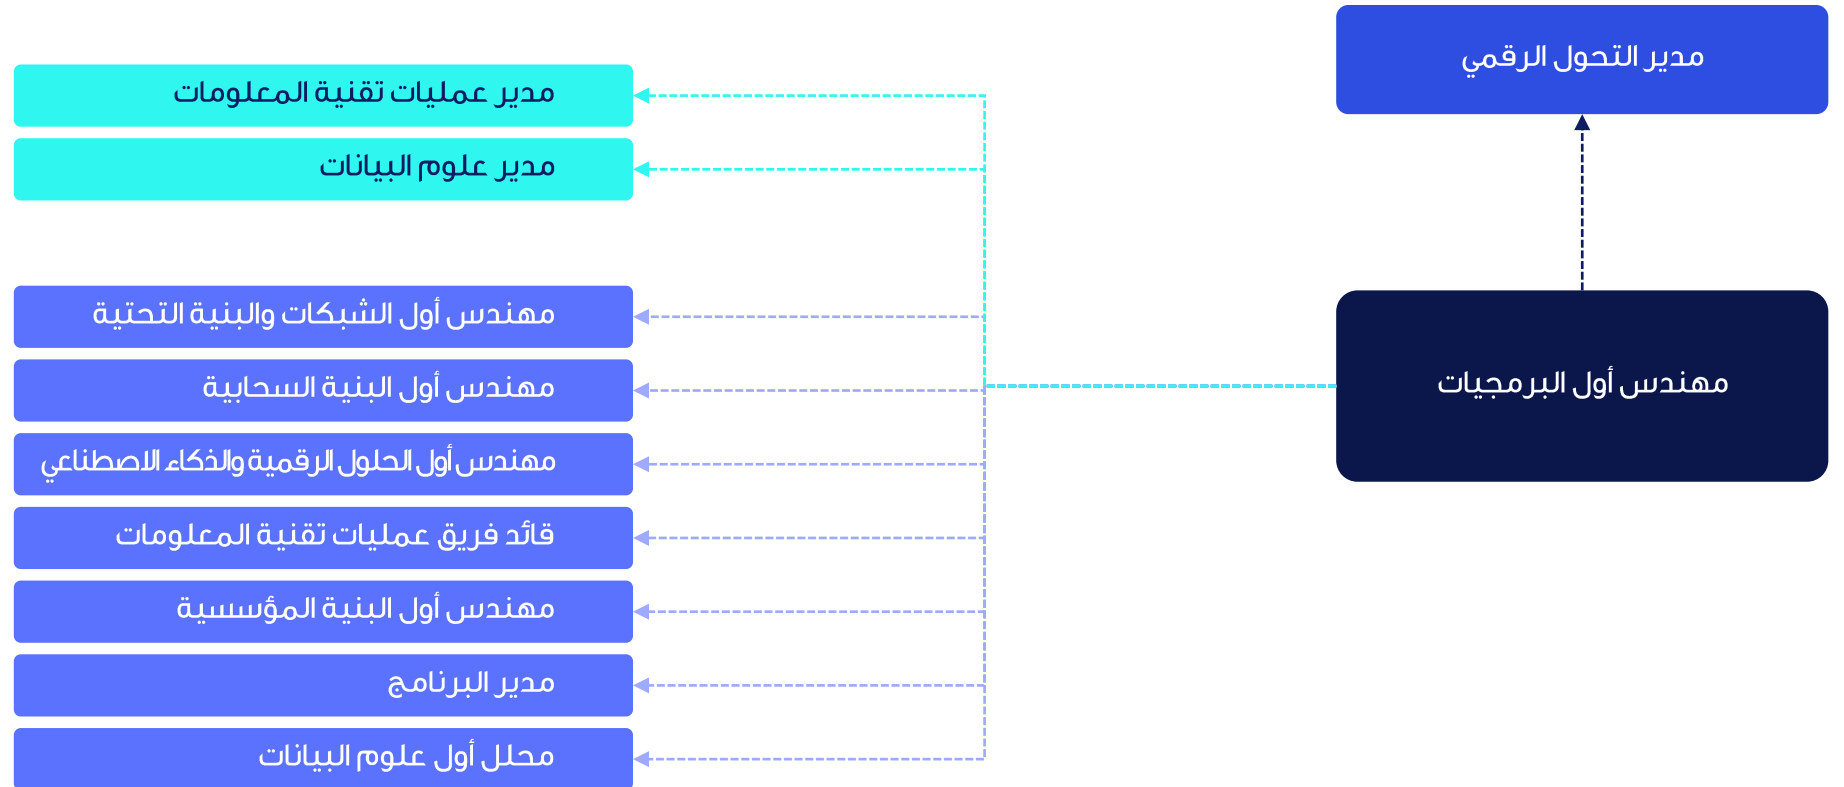 مدير التحول الرقمي
مهندس أول البرمجيات
مدير عمليات تقنية المعلومات
مدير علوم البيانات
مهندس أول الشبكات والبنية التحتية
مهندس أول البنية السحابية
مهندس أول الحلول الرقمية والذكاء الاصطناعي
قائد فريق عمليات تقنية المعلومات
مهندس أول البنية المؤسسية
مدير البرنامج
محلل أول علوم البيانات